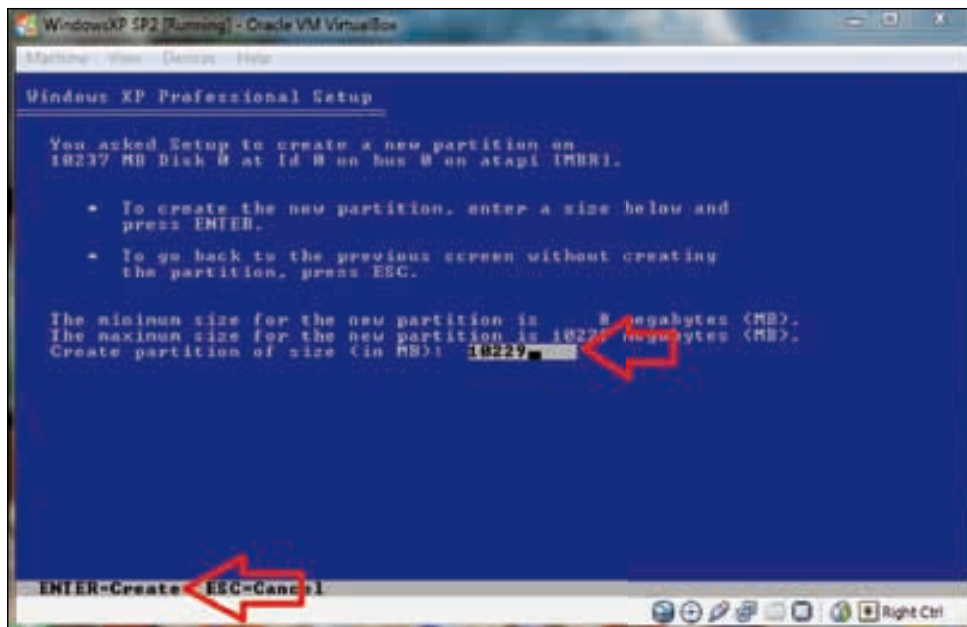 WindowsXP SP2 [Running] - Oracle VM VirtualBox
Machine View Devices Help
Windows XP Professional Setup
You asked Setup to create a new partition on
10237 MB Disk 0 at Id 0 on bus 0 on atapi [MBR].
• To create the new partition, enter a size below and
press ENTER.
• To go back to the previous screen without creating
the partition, press ESC.
The minimum size for the new partition is 8 megabytes (MB).
The maximum size for the new partition is 10229 megabytes (MB).
Create partition of size (in MB): 10229
ENTER=Create ESC=Cancel
Right Ctrl